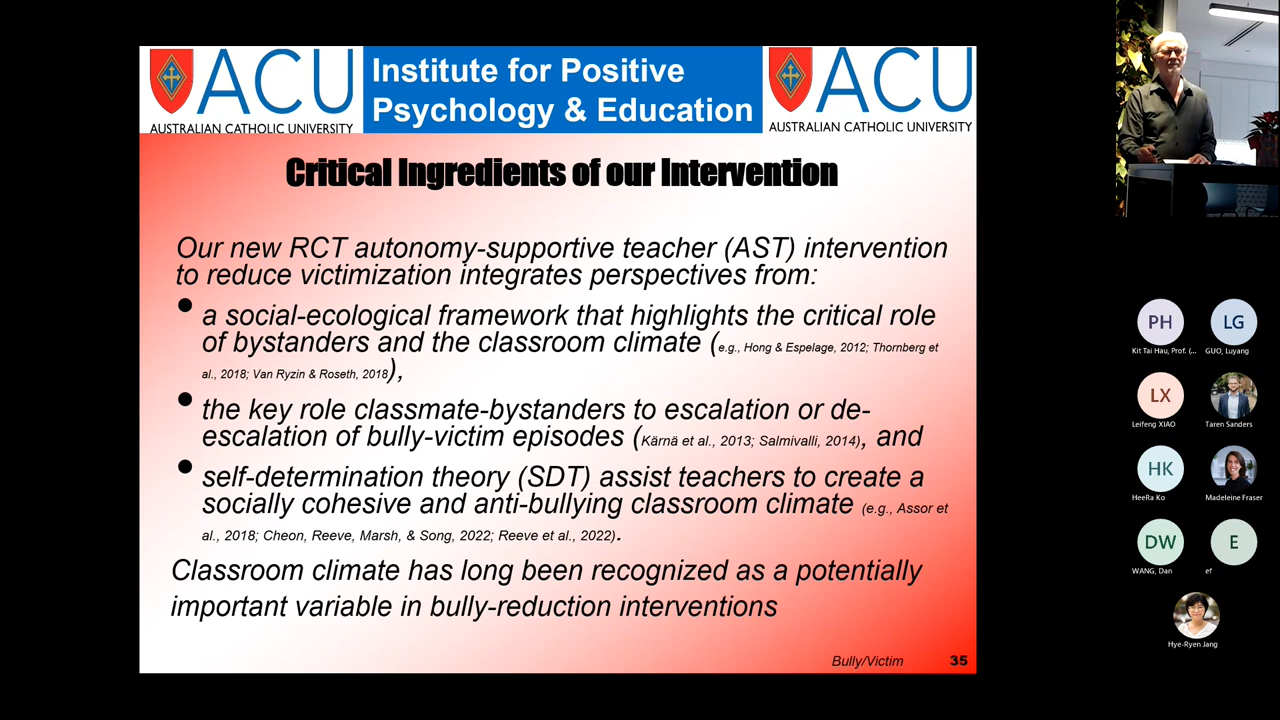 ACU
AUSTRALIAN CATHOLIC UNIVERSITY
Institute for Positive
Psychology & Education
ACU
AUSTRALIAN CATHOLIC UNIVERSITY
Critical Ingredients of our Intervention
Our new RCT autonomy-supportive teacher (AST) intervention
to reduce victimization integrates perspectives from:
• a social-ecological framework that highlights the critical role
of bystanders and the classroom climate (e.g., Hong & Espelage, 2012; Thornberg et
al., 2018; Van Ryzin & Roseth, 2018),
• the key role classmate-bystanders to escalation or de-
escalation of bully-victim episodes (Kärnä et al., 2013; Salmivalli, 2014), and
• self-determination theory (SDT) assist teachers to create a
socially cohesive and anti-bullying classroom climate (e.g., Assor et
al., 2018; Cheon, Reeve, Marsh, & Song, 2022; Reeve et al., 2022).
Classroom climate has long been recognized as a potentially
important variable in bully-reduction interventions
Bully/Victim 35
PH LG
Kit Tai Hau, Prof. (... GUO, Luyang
LX
Leifeng XIAO Taren Sanders
HK
HeeRa Ko Madeleine Fraser
DW E
WANG, Dan ef
Hye-Ryen Jang